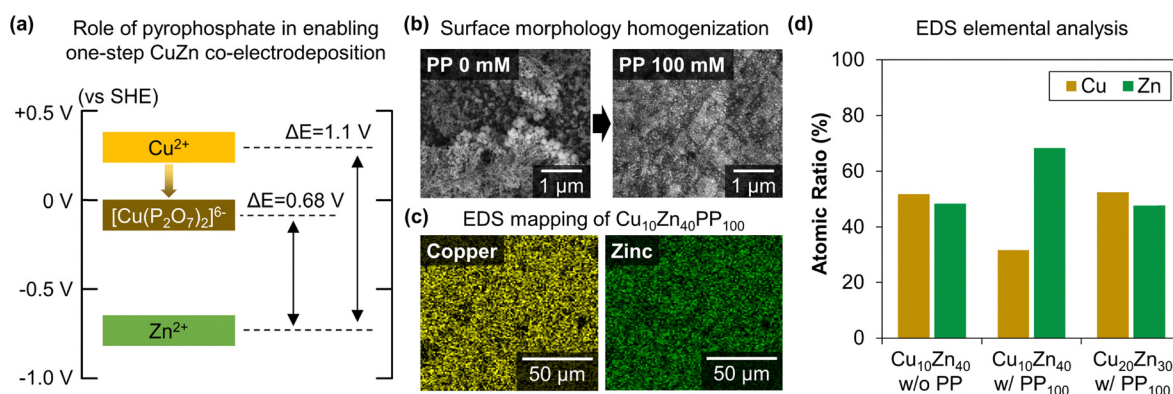 (a) Role of pyrophosphate in enabling
one-step CuZn co-electrodeposition
(vs SHE)
+0.5 V
0 V
-0.5 V
-1.0 V
Cu²⁺
ΔE=1.1 V
[Cu(P₂O₇)₂]⁶⁻
ΔE=0.68 V
Zn²⁺
(b) Surface morphology homogenization
PP 0 mM
1 µm
PP 100 mM
1 µm
(c) EDS mapping of Cu₁₀Zn₄₀PP₁₀₀
Copper
50 µm
Zinc
50 µm
(d) EDS elemental analysis
Cu Zn
Atomic Ratio (%)
100
80
60
40
20
0
Cu₁₀Zn₄₀
w/o PP
Cu₁₀Zn₄₀
w/ PP₁₀₀
Cu₂₀Zn₃₀
w/ PP₁₀₀